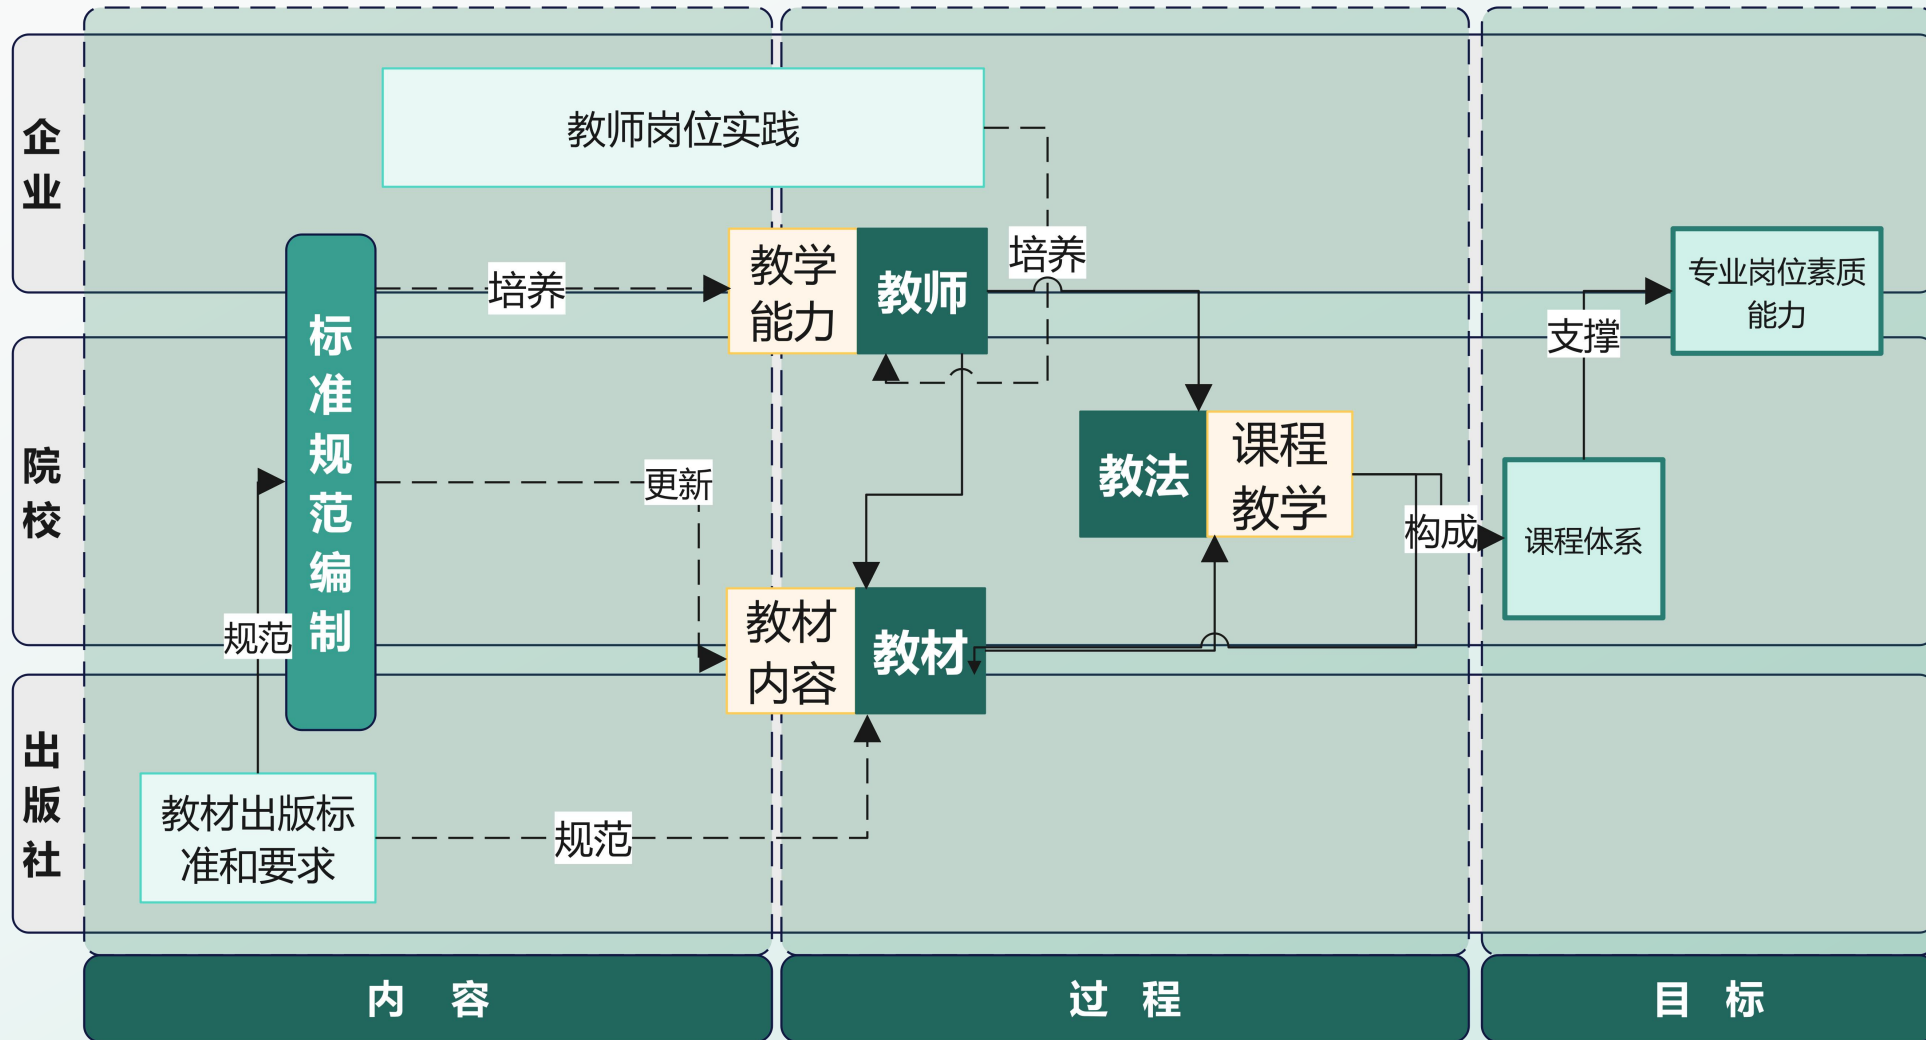 企
业
教师岗位实践
教学
能力
教师
培养
培养
专业岗位素质
能力
支撑
标
准
规
范
编
制
院
校
更新
教法
课程
教学
构成
课程体系
规范
教材
内容
教材
出
版
社
教材出版标
准和要求
规范
内 容
过 程
目 标